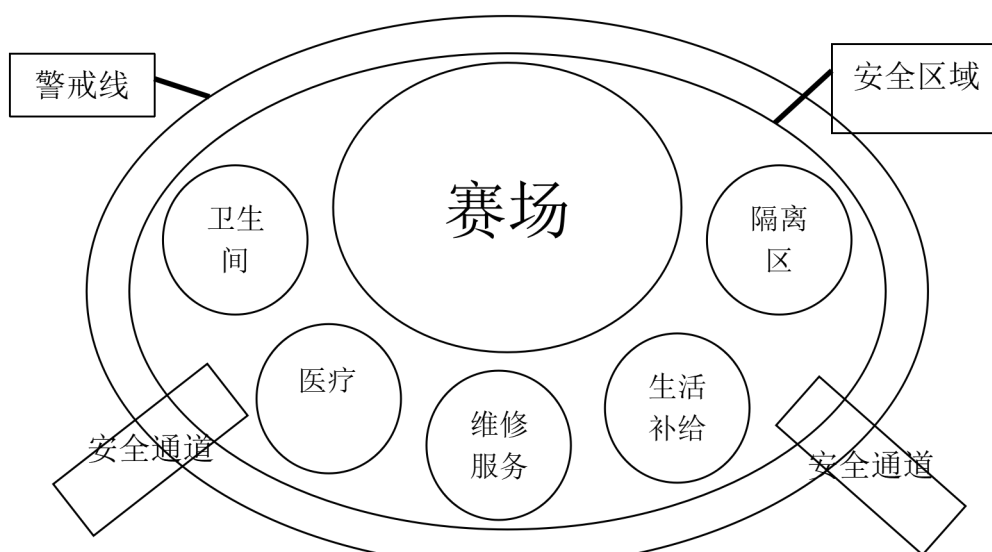 警戒线
安全区域
赛场
卫生
间
隔离
区
医疗
生活
补给
维修
服务
安全通道
安全通道